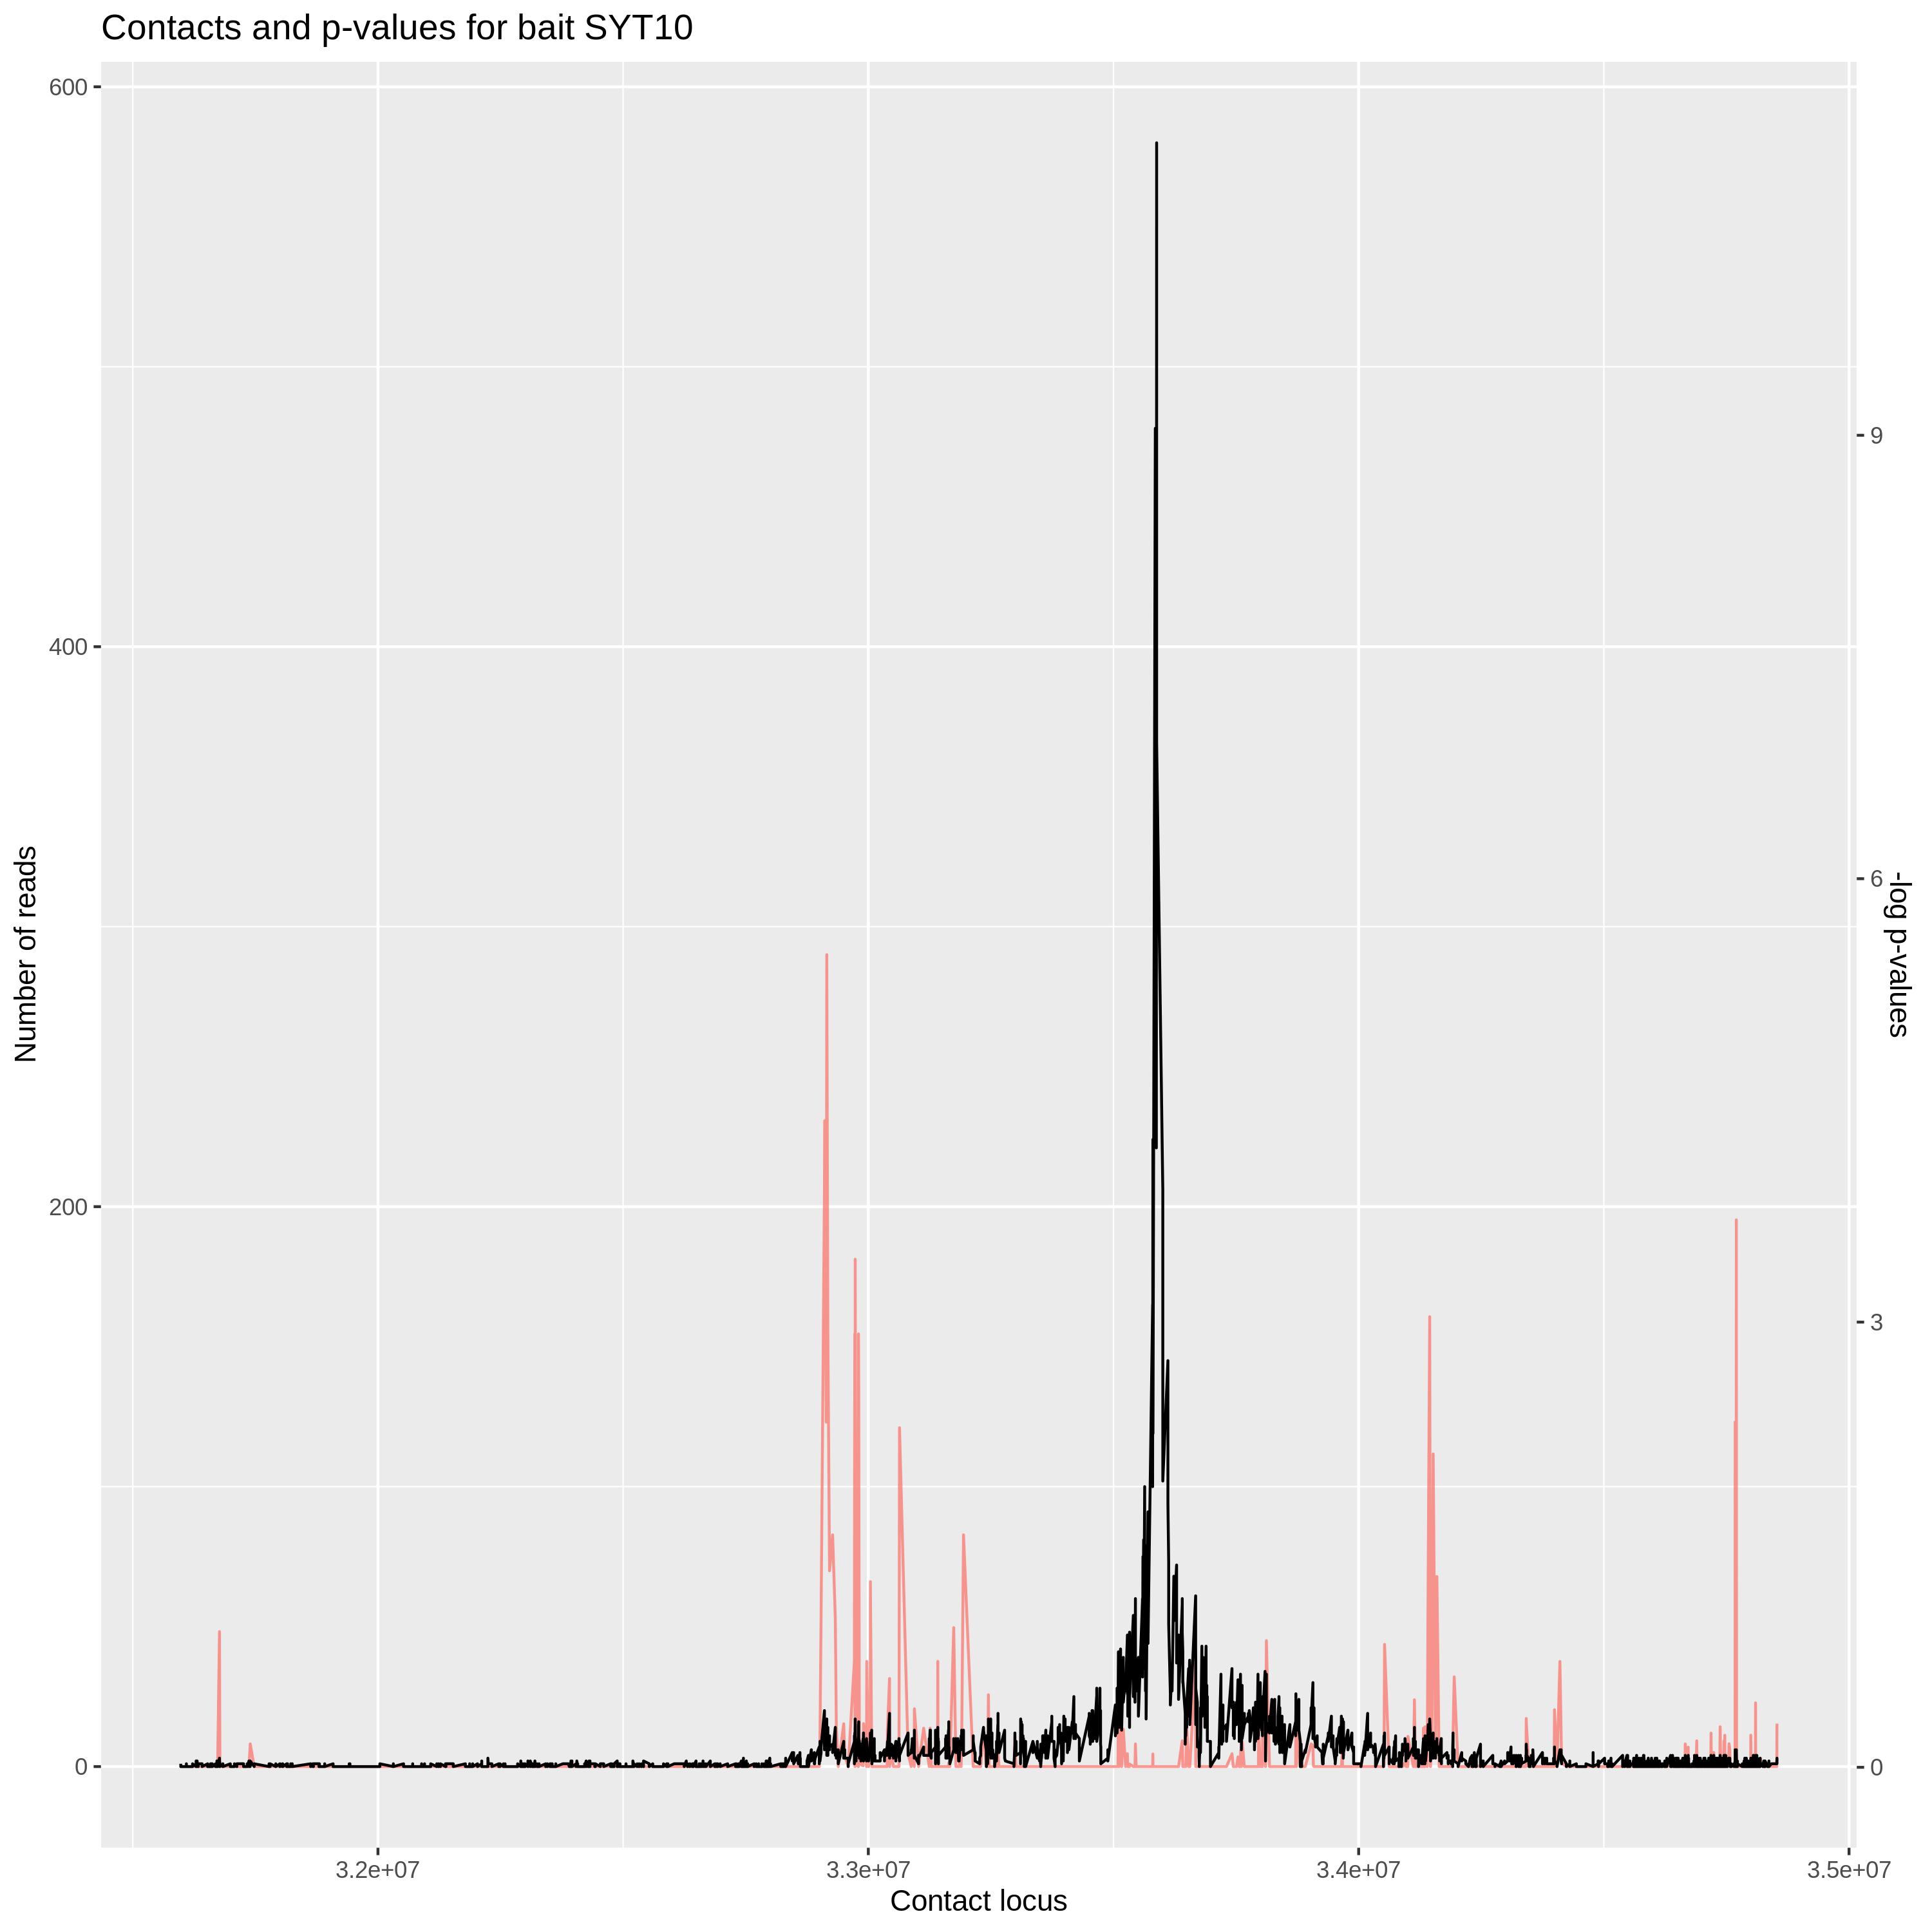 Contacts and p-values for bait SYT10
600
400
200
0
Number of reads
9
6
3
0
-log p-values
3.2e+07 3.3e+07 3.4e+07 3.5e+07
Contact locus